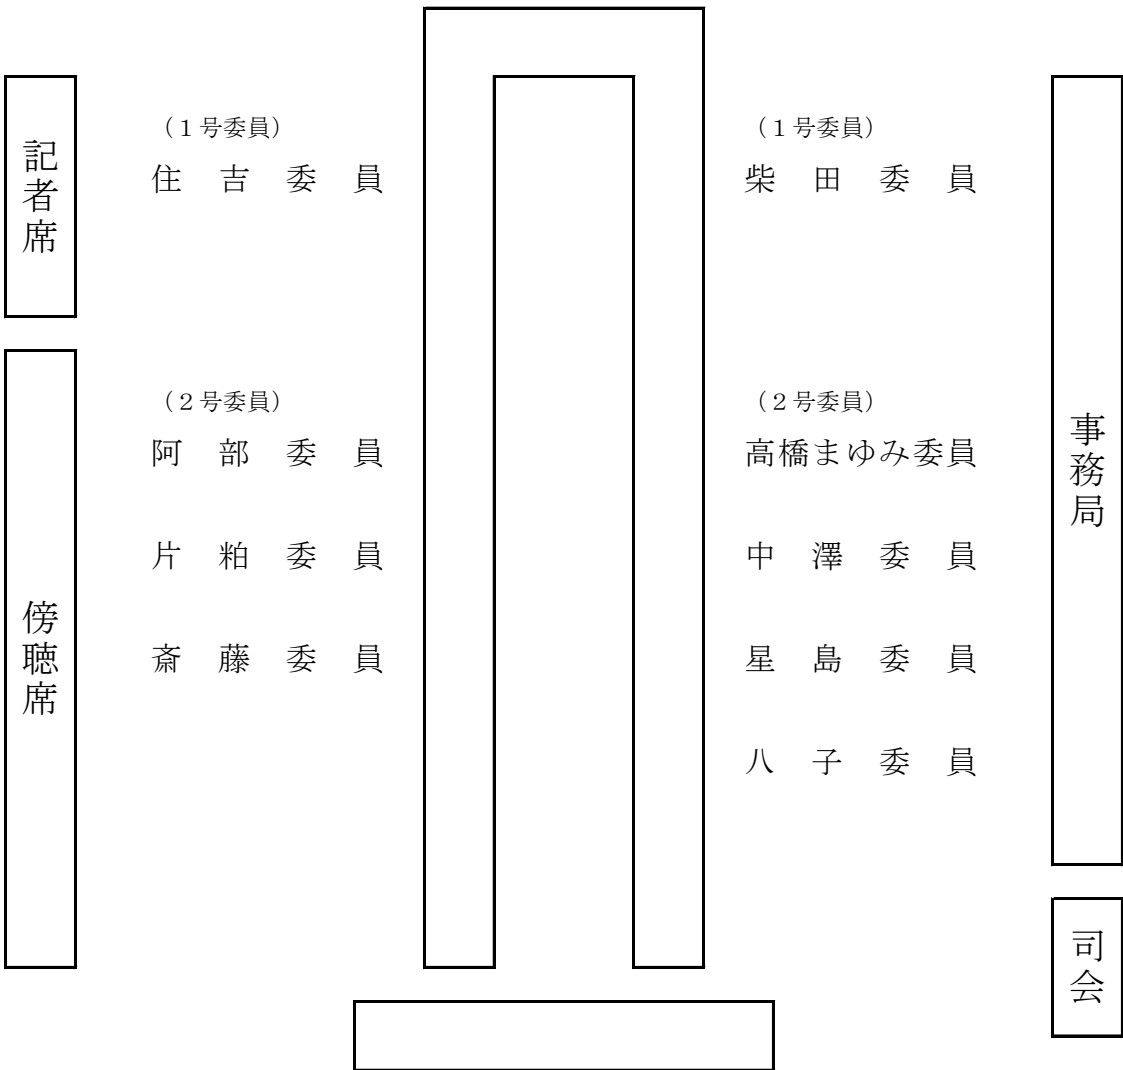 記者席
傍聴席
（１号委員）
住　吉　委　員
（２号委員）
阿　部　委　員
片　粕　委　員
斎　藤　委　員
（１号委員）
柴　田　委　員
（２号委員）
高橋まゆみ委員
中　澤　委　員
星　島　委　員
八　子　委　員
事務局
司会